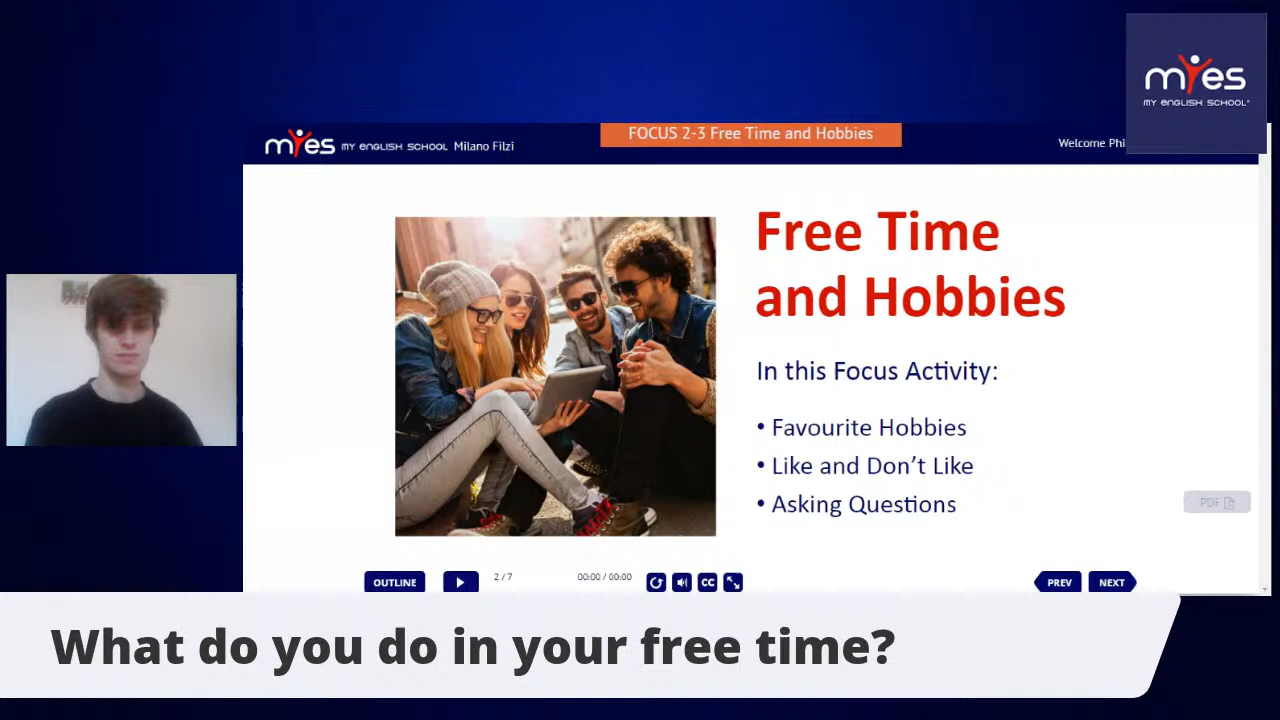 myes
MY ENGLISH SCHOOL
myes MY ENGLISH SCHOOL Milano Filzi
FOCUS 2-3 Free Time and Hobbies
Welcome Phi
Free Time
and Hobbies
In this Focus Activity:
• Favourite Hobbies
• Like and Don’t Like
• Asking Questions
PDF
OUTLINE
2 / 7
00:00 / 00:00
CC
PREV
NEXT
What do you do in your free time?